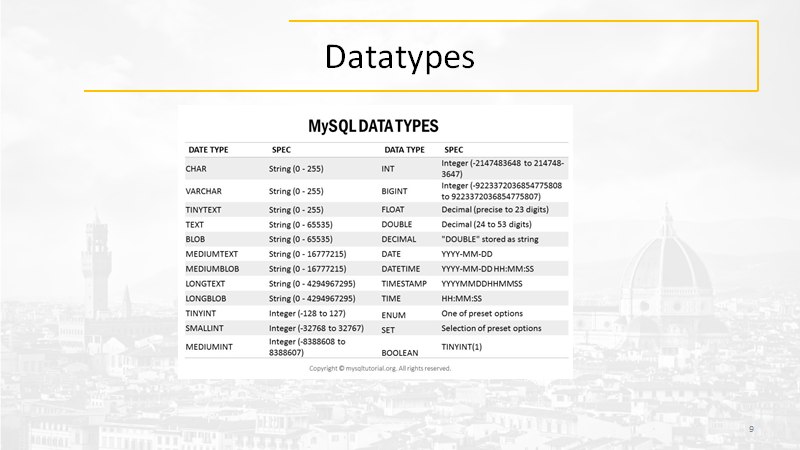 Datatypes
MySQL DATA TYPES
DATE TYPE SPEC DATA TYPE SPEC
CHAR String (0 - 255) INT Integer (-2147483648 to 214748-
3647)
VARCHAR String (0 - 255) BIGINT Integer (-9223372036854775808
to 9223372036854775807)
TINYTEXT String (0 - 255) FLOAT Decimal (precise to 23 digits)
TEXT String (0 - 65535) DOUBLE Decimal (24 to 53 digits)
BLOB String (0 - 65535) DECIMAL "DOUBLE" stored as string
MEDIUMTEXT String (0 - 16777215) DATE YYYY-MM-DD
MEDIUMBLOB String (0 - 16777215) DATETIME YYYY-MM-DD HH:MM:SS
LONGTEXT String (0 - 4294967295) TIMESTAMP YYYYMMDDHHMMSS
LONGBLOB String (0 - 4294967295) TIME HH:MM:SS
TINYINT Integer (-128 to 127) ENUM One of preset options
SMALLINT Integer (-32768 to 32767) SET Selection of preset options
MEDIUMINT Integer (-8388608 to
8388607) BOOLEAN TINYINT(1)
Copyright © mysqltutorial.org. All rights reserved.
9